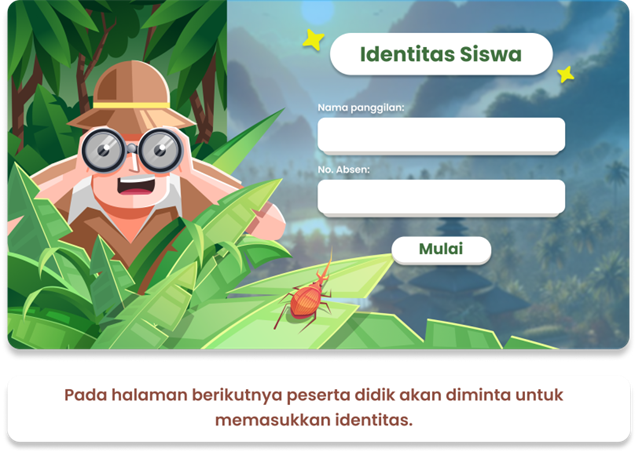 Identitas Siswa
Nama panggilan:
No. Absen:
Mulai
Pada halaman berikutnya peserta didik akan diminta untuk
memasukkan identitas.